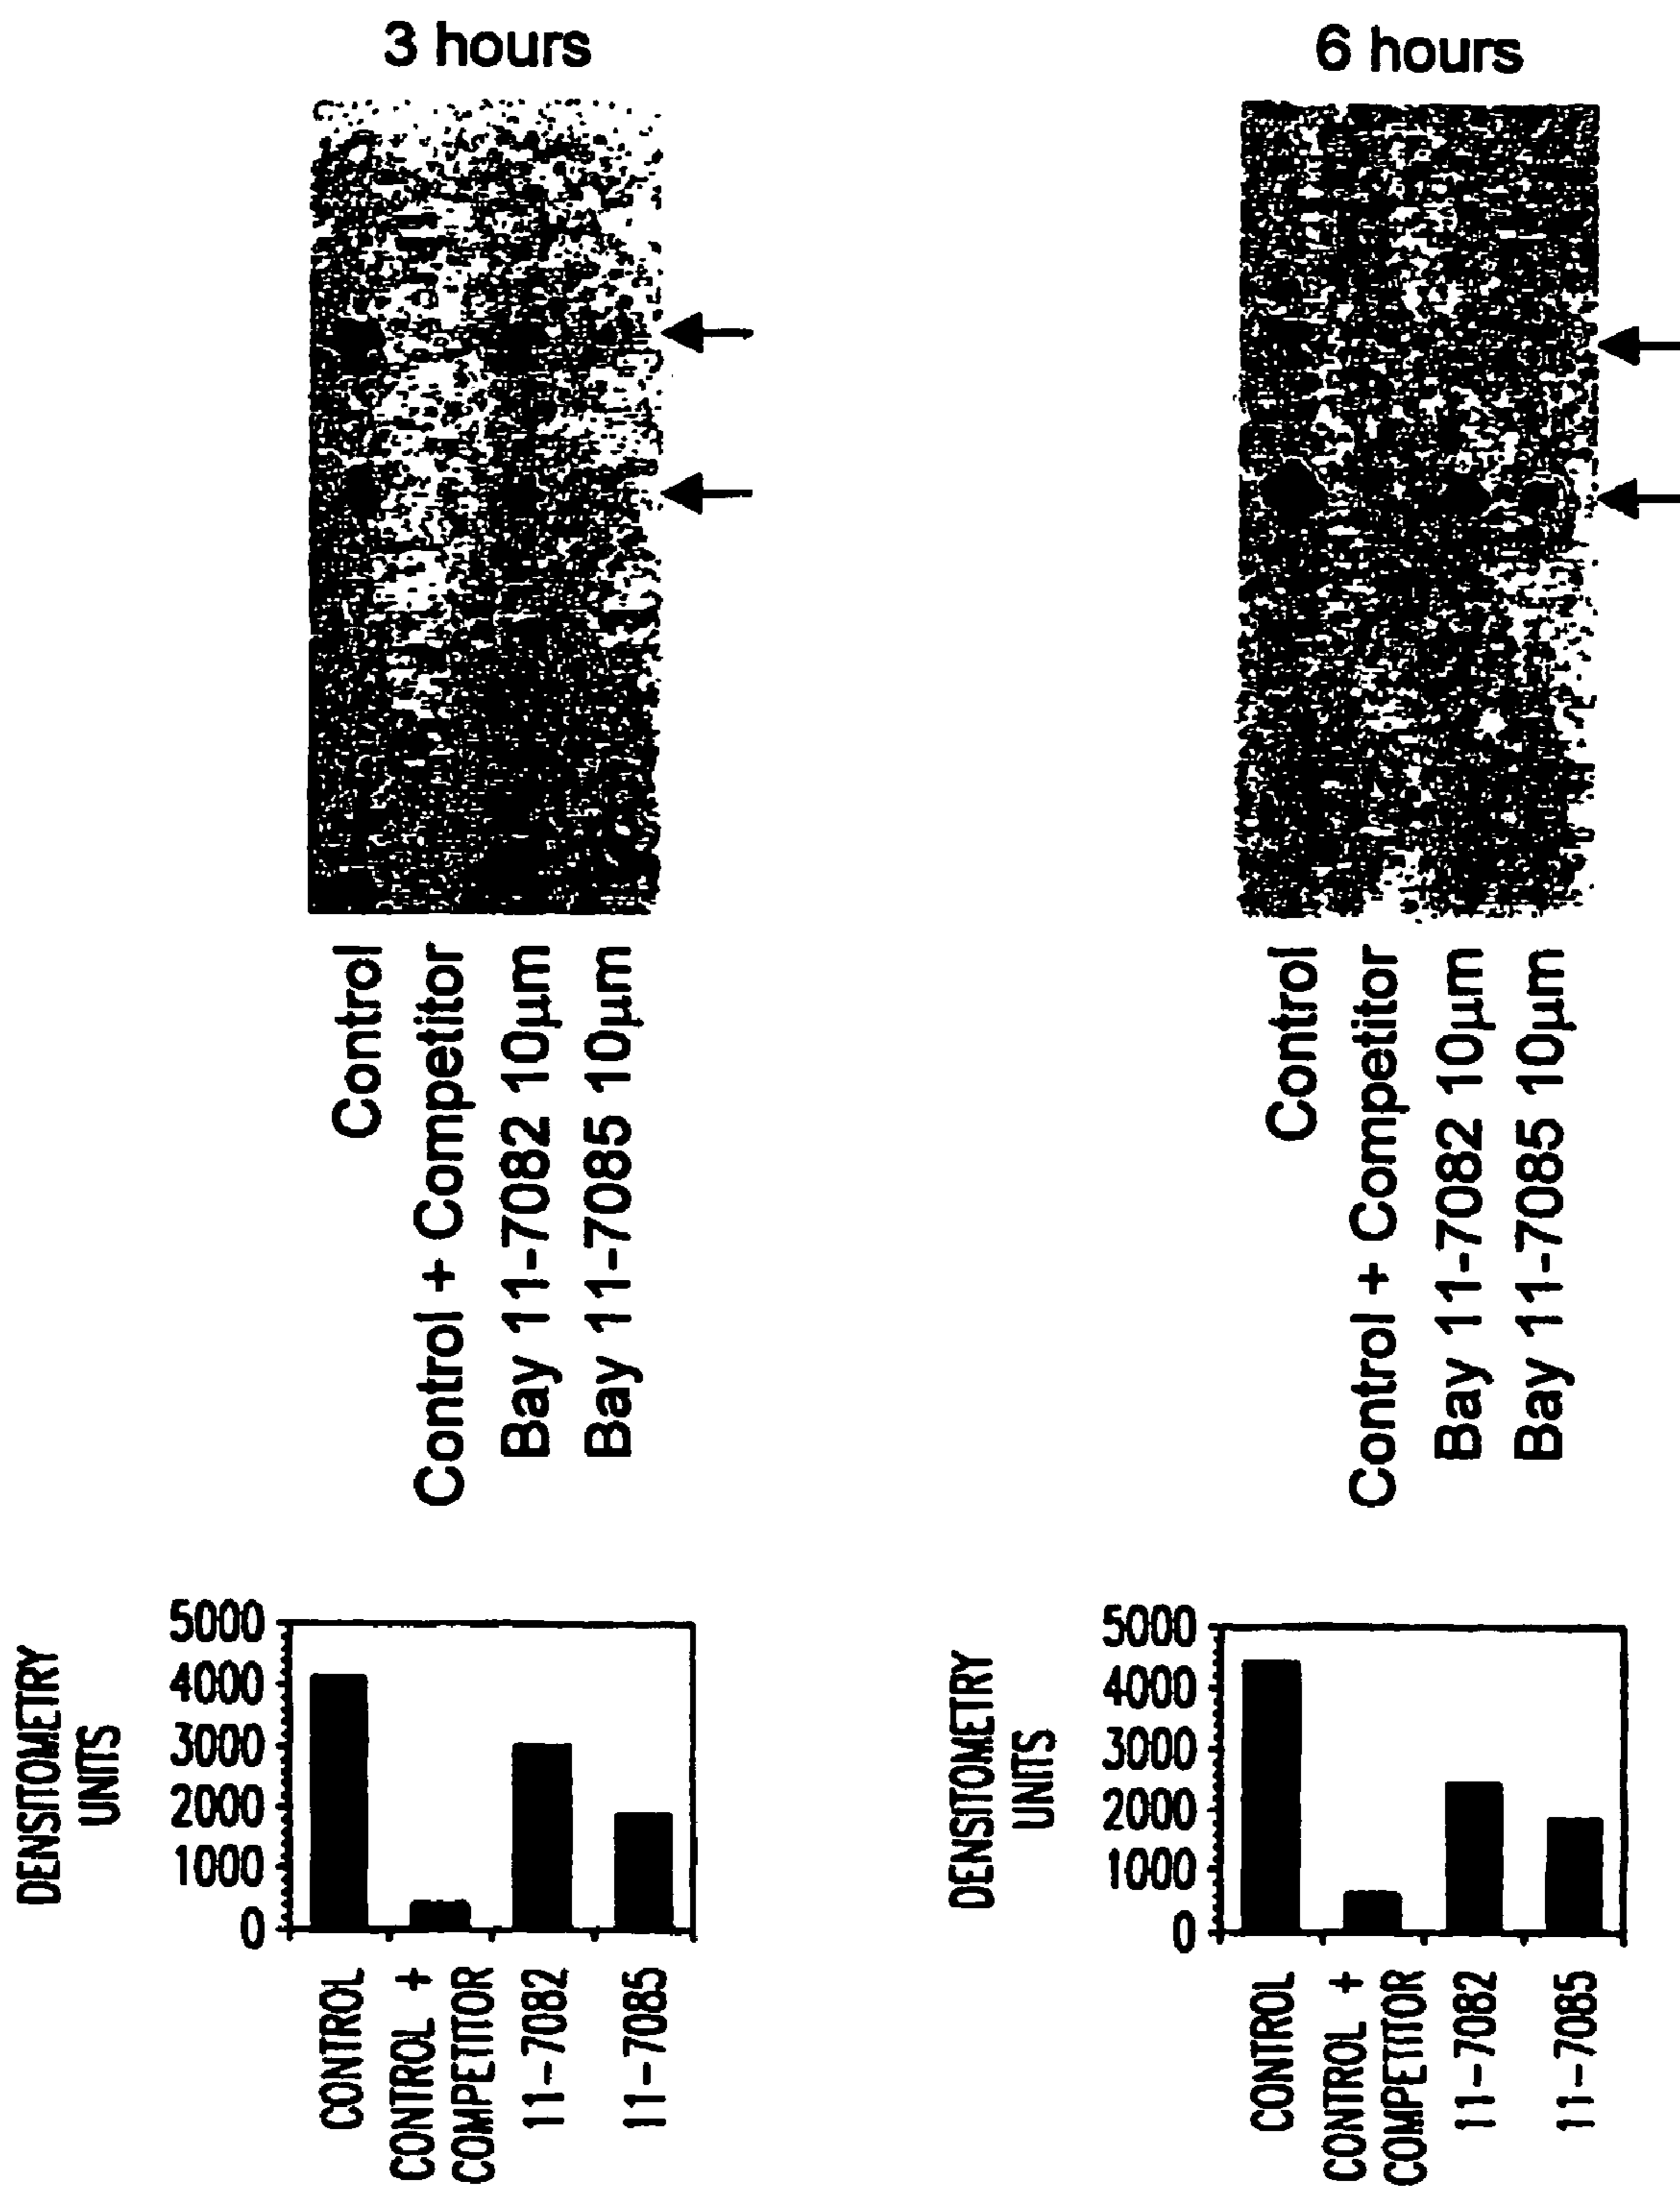 3 hours
Control
Control + Competitor
Bay 11-7082 10µm
Bay 11-7085 10µm
DENSITOMETRY
UNITS
5000
4000
3000
2000
1000
0
CONTROL
CONTROL +
COMPETITOR
11-7082
11-7085
6 hours
Control
Control + Competitor
Bay 11-7082 10µm
Bay 11-7085 10µm
DENSITOMETRY
UNITS
5000
4000
3000
2000
1000
0
CONTROL
CONTROL +
COMPETITOR
11-7082
11-7085